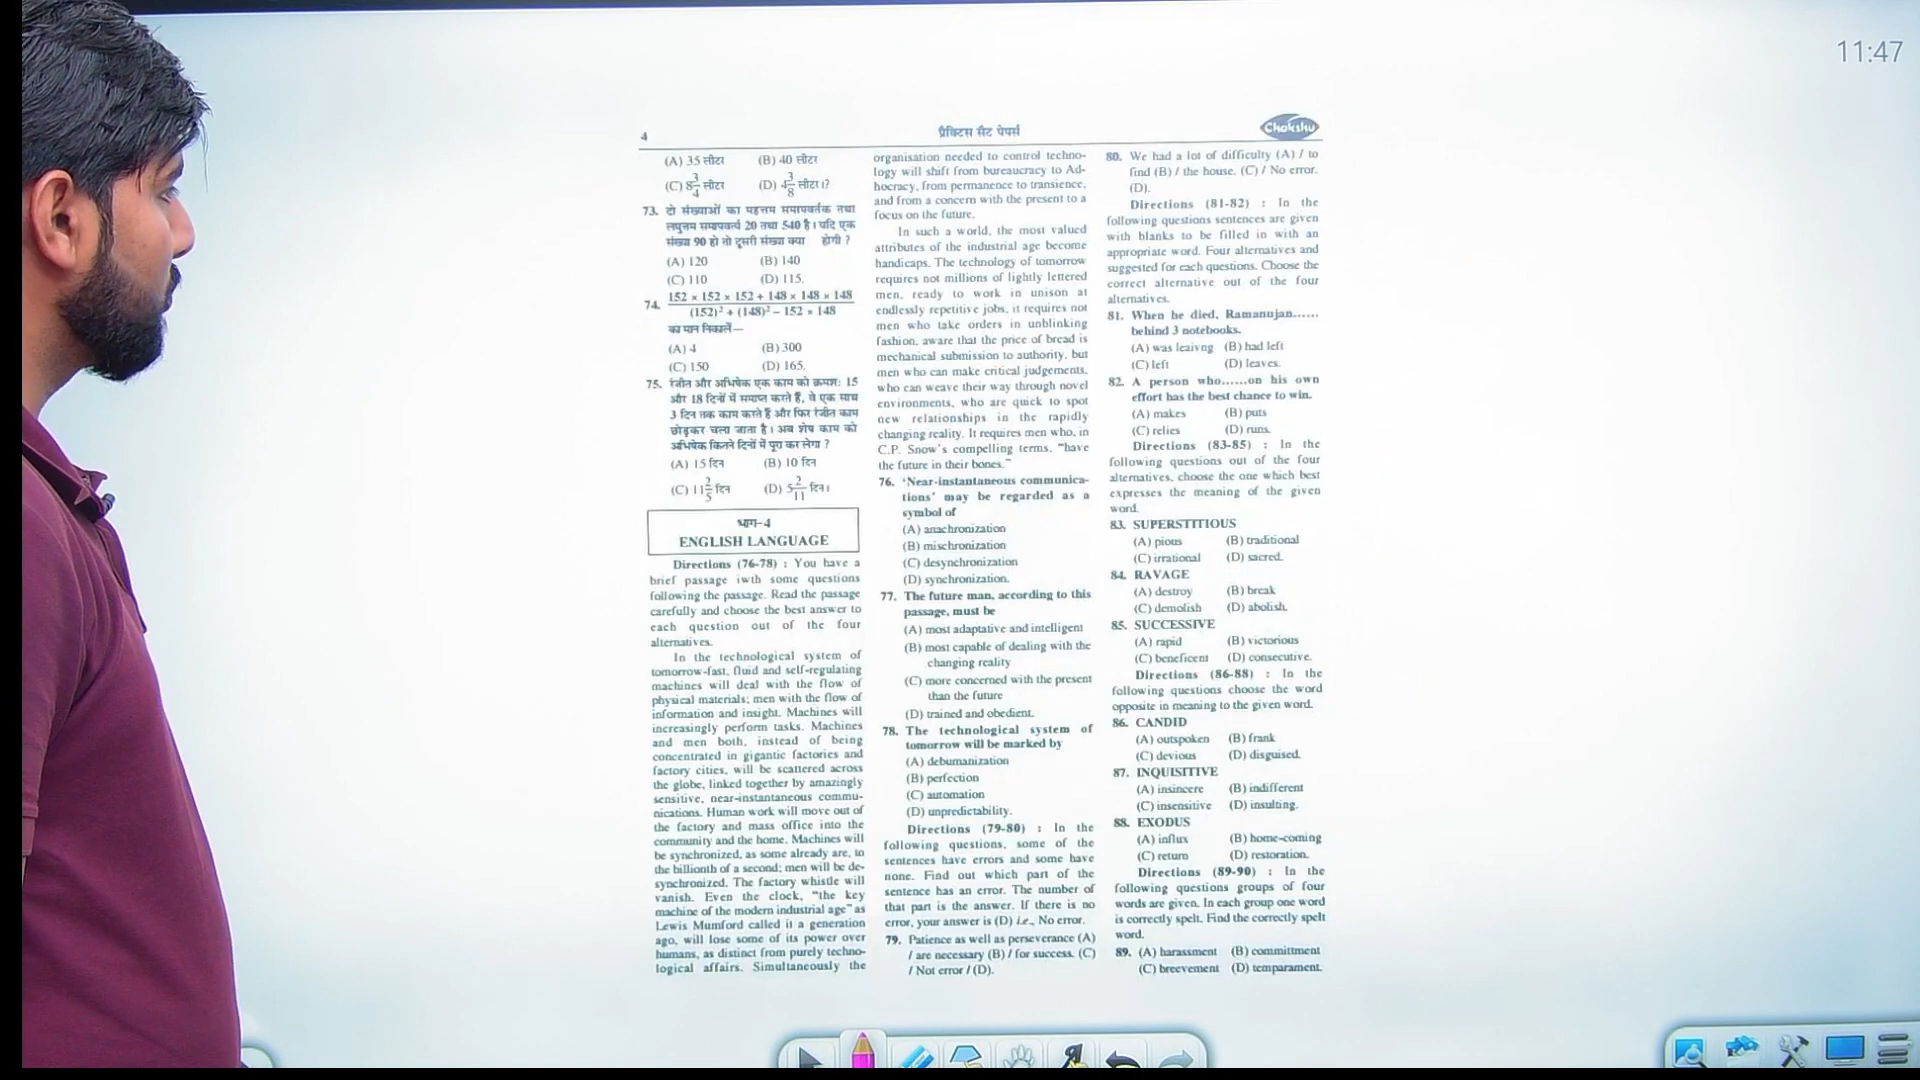 11:47
4
प्रैक्टिस सैट पेपर्स
Chokshu
(A) 35 लीटर (B) 40 लीटर
(C) 8 3/4 लीटर (D) 4 3/8 लीटर।?
73. दो संख्याओं का महत्तम समापवर्तक तथा
लघुत्तम समापवर्त्य 20 तथा 540 है। यदि एक
संख्या 90 हो तो दूसरी संख्या क्या होगी ?
(A) 120 (B) 140
(C) 110 (D) 115.
74. 152 × 152 × 152 + 148 × 148 × 148
(152)² + (148)² − 152 × 148
का मान निकालें—
(A) 4 (B) 300
(C) 150 (D) 165.
75. रंजीत और अभिषेक एक काम को क्रमशः 15
और 18 दिनों में समाप्त करते हैं, वे एक साथ
3 दिन तक काम करते हैं और फिर रंजीत काम
छोड़कर चला जाता है। अब शेष काम को
अभिषेक कितने दिनों में पूरा कर लेगा ?
(A) 15 दिन (B) 10 दिन
(C) 11 2/5 दिन (D) 5 2/11 दिन।
भाग-4
ENGLISH LANGUAGE
Directions (76-78) : You have a
brief passage iwth some questions
following the passage. Read the passage
carefully and choose the best answer to
each question out of the four
alternatives.
In the technological system of
tomorrow-fast, fluid and self-regulating
machines will deal with the flow of
physical materials; men with the flow of
information and insight. Machines will
increasingly perform tasks. Machines
and men both, instead of being
concentrated in gigantic factories and
factory cities, will be scattered across
the globe, linked together by amazingly
sensitive, near-instantaneous commu-
nications. Human work will move out of
the factory and mass office into the
community and the home. Machines will
be synchronized, as some already are, to
the billionth of a second; men will be de-
synchronized. The factory whistle will
vanish. Even the clock, "the key
machine of the modern industrial age" as
Lewis Mumford called it a generation
ago, will lose some of its power over
humans, as distinct from purely techno-
logical affairs. Simultaneously the
organisation needed to control techno-
logy will shift from bureaucracy to Ad-
hocracy, from permanence to transience,
and from a concern with the present to a
focus on the future.
In such a world, the most valued
attributes of the industrial age become
handicaps. The technology of tomorrow
requires not millions of lightly lettered
men, ready to work in unison at
endlessly repetitive jobs, it requires not
men who take orders in unblinking
fashion, aware that the price of bread is
mechanical submission to authority, but
men who can make critical judgements,
who can weave their way through novel
environments, who are quick to spot
new relationships in the rapidly
changing reality. It requires men who, in
C.P. Snow's compelling terms, "have
the future in their bones."
76. 'Near-instantaneous communica-
tions' may be regarded as a
symbol of
(A) anachronization
(B) mischronization
(C) desynchronization
(D) synchronization.
77. The future man, according to this
passage, must be
(A) most adaptative and intelligent
(B) most capable of dealing with the
changing reality
(C) more concerned with the present
than the future
(D) trained and obedient.
78. The technological system of
tomorrow will be marked by
(A) debumanization
(B) perfection
(C) automation
(D) unpredictability.
Directions (79-80) : In the
following questions, some of the
sentences have errors and some have
none. Find out which part of the
sentence has an error. The number of
that part is the answer. If there is no
error, your answer is (D) i.e., No error.
79. Patience as well as perseverance (A)
/ are necessary (B) / for success. (C)
/ Not error / (D).
80. We had a lot of difficulty (A) / to
find (B) / the house. (C) / No error.
(D).
Directions (81-82) : In the
following questions sentences are given
with blanks to be filled in with an
appropriate word. Four alternatives and
suggested for each questions. Choose the
correct alternative out of the four
alternatives.
81. When he died, Ramanujan......
behind 3 notebooks.
(A) was leaivng (B) had left
(C) left (D) leaves.
82. A person who......on his own
effort has the best chance to win.
(A) makes (B) puts
(C) relies (D) runs.
Directions (83-85) : In the
following questions out of the four
alternatives, choose the one which best
expresses the meaning of the given
word.
83. SUPERSTITIOUS
(A) pious (B) traditional
(C) irrational (D) sacred.
84. RAVAGE
(A) destroy (B) break
(C) demolish (D) abolish.
85. SUCCESSIVE
(A) rapid (B) victorious
(C) beneficent (D) consecutive.
Directions (86-88) : In the
following questions choose the word
opposite in meaning to the given word.
86. CANDID
(A) outspoken (B) frank
(C) devious (D) disguised.
87. INQUISITIVE
(A) insincere (B) indifferent
(C) insensitive (D) insulting.
88. EXODUS
(A) influx (B) home-coming
(C) return (D) restoration.
Directions (89-90) : In the
following questions groups of four
words are given. In each group one word
is correctly spelt. Find the correctly spelt
word.
89. (A) harassment (B) committment
(C) breevement (D) temparament.